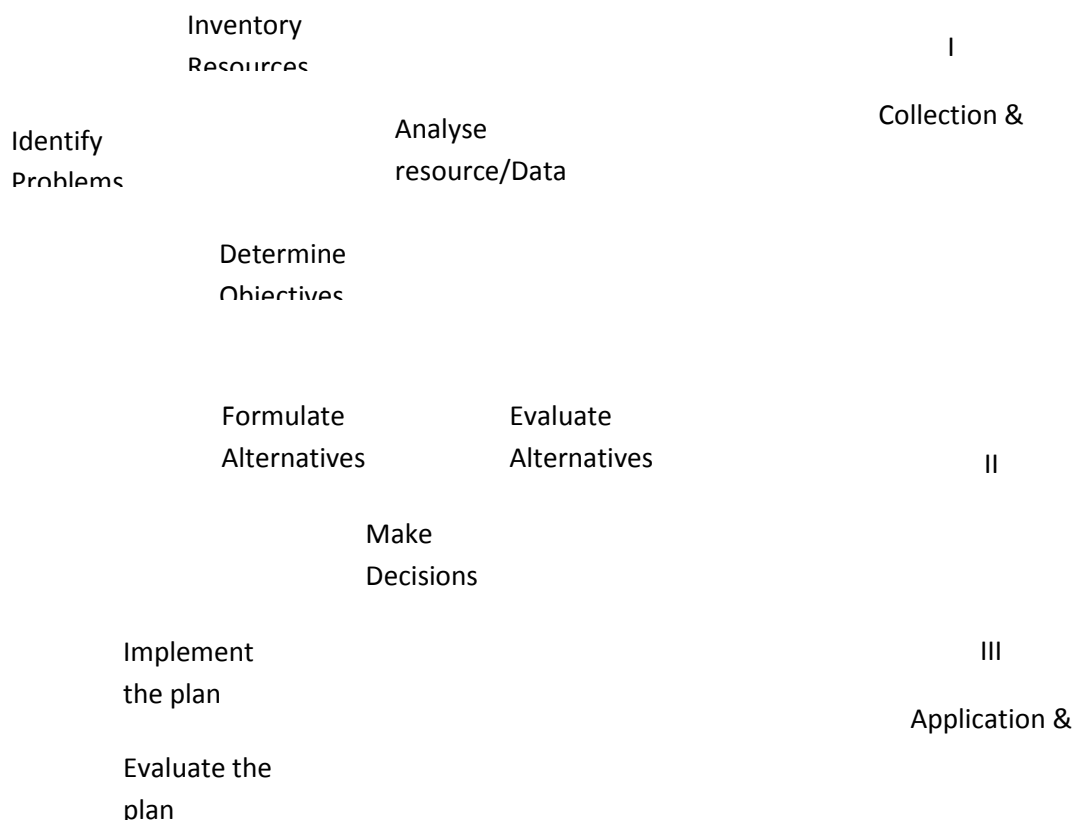 Inventory
Resources
I
Collection &
Identify
Problems
Analyse
resource/Data
Determine
Objectives
Formulate
Alternatives
Evaluate
Alternatives
II
Make
Decisions
Implement
the plan
III
Application &
Evaluate the
plan